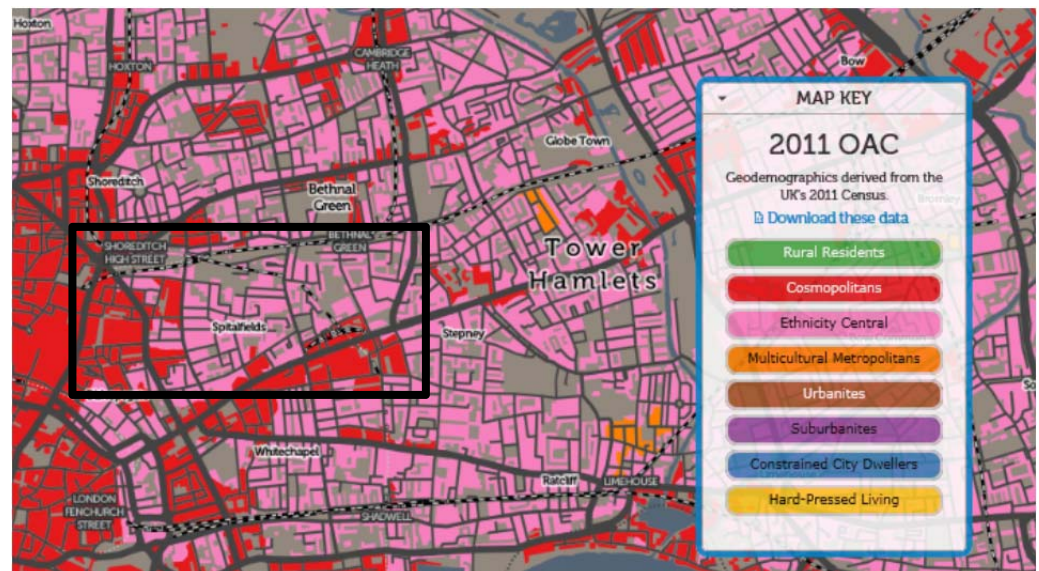 Hoxton
HOXTON
CAMBRIDGE
HEATH
Bow
Globe Town
Shoreditch
Bethnal
Green
BETHNAL
GREEN
SHOREDITCH
HIGH STREET
Tower
Hamlets
Spitalfields
Stepney
Whitechapel
Ratcliff
LIMEHOUSE
LONDON
FENCHURCH
STREET
SHADWELL
MAP KEY
2011 OAC
Geodemographics derived from the
UK's 2011 Census.
Download these data
Rural Residents
Cosmopolitans
Ethnicity Central
Multicultural Metropolitans
Urbanites
Suburbanites
Constrained City Dwellers
Hard-Pressed Living